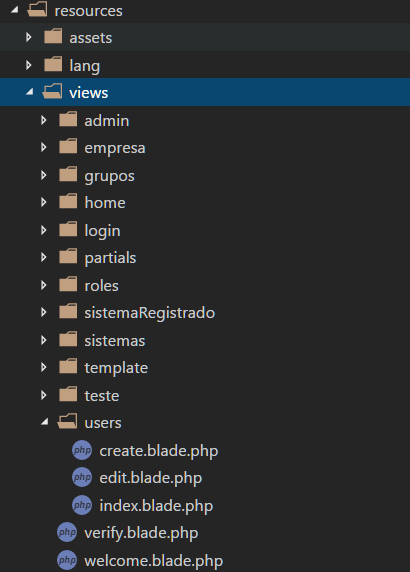 resources
assets
lang
views
admin
empresa
grupos
home
login
partials
roles
sistemaRegistrado
sistemas
template
teste
users
php create.blade.php
php edit.blade.php
php index.blade.php
php verify.blade.php
php welcome.blade.php